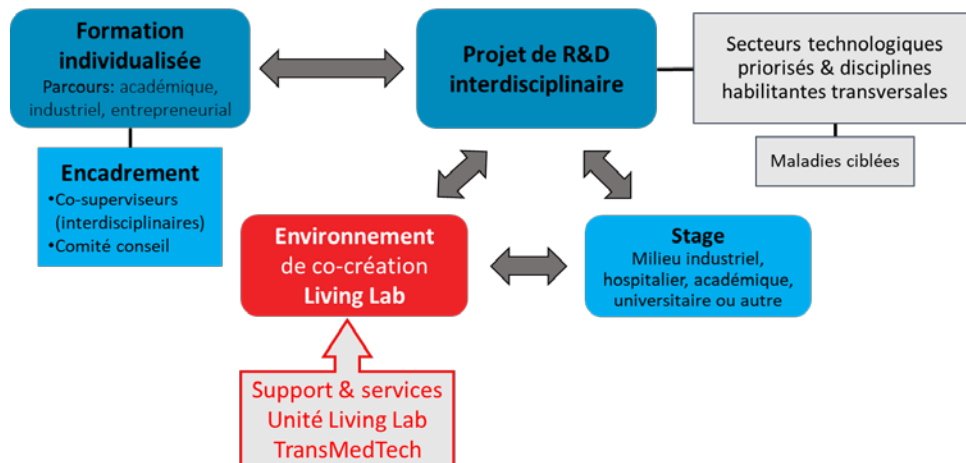 Formation
individualisée
Parcours: académique,
industriel, entrepreneurial
Projet de R&D
interdisciplinaire
Secteurs technologiques
priorisés & disciplines
habilitantes transversales
Maladies ciblées
Encadrement
•Co-superviseurs
(interdisciplinaires)
•Comité conseil
Environnement
de co-création
Living Lab
Stage
Milieu industriel,
hospitalier, académique,
universitaire ou autre
Support & services
Unité Living Lab
TransMedTech